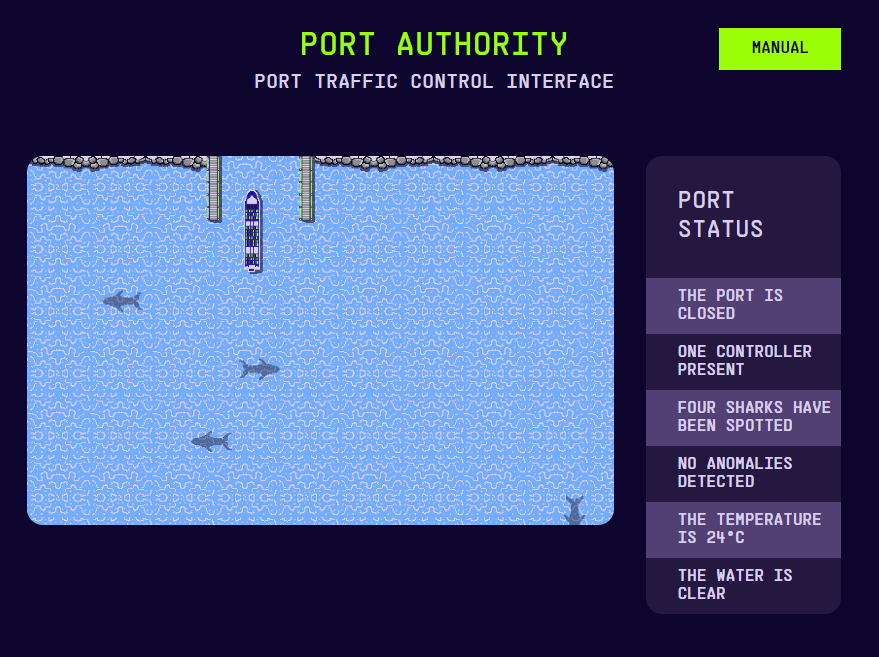 PORT AUTHORITY
PORT TRAFFIC CONTROL INTERFACE
MANUAL
PORT
STATUS
THE PORT IS
CLOSED
ONE CONTROLLER
PRESENT
FOUR SHARKS HAVE
BEEN SPOTTED
NO ANOMALIES
DETECTED
THE TEMPERATURE
IS 24°C
THE WATER IS
CLEAR